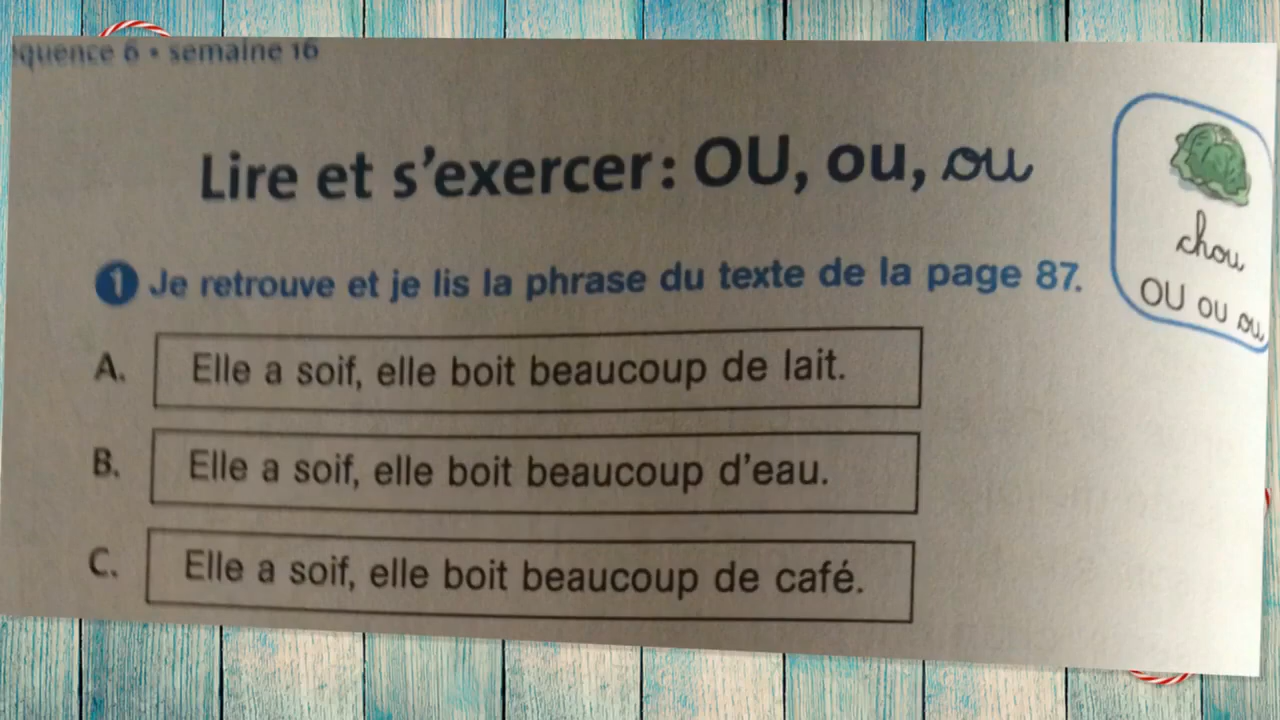 quence 6 • semaine 16
Lire et s'exercer : OU, ou, ou
chou
OU ou ou
1 Je retrouve et je lis la phrase du texte de la page 87.
A. Elle a soif, elle boit beaucoup de lait.
B. Elle a soif, elle boit beaucoup d'eau.
C. Elle a soif, elle boit beaucoup de café.